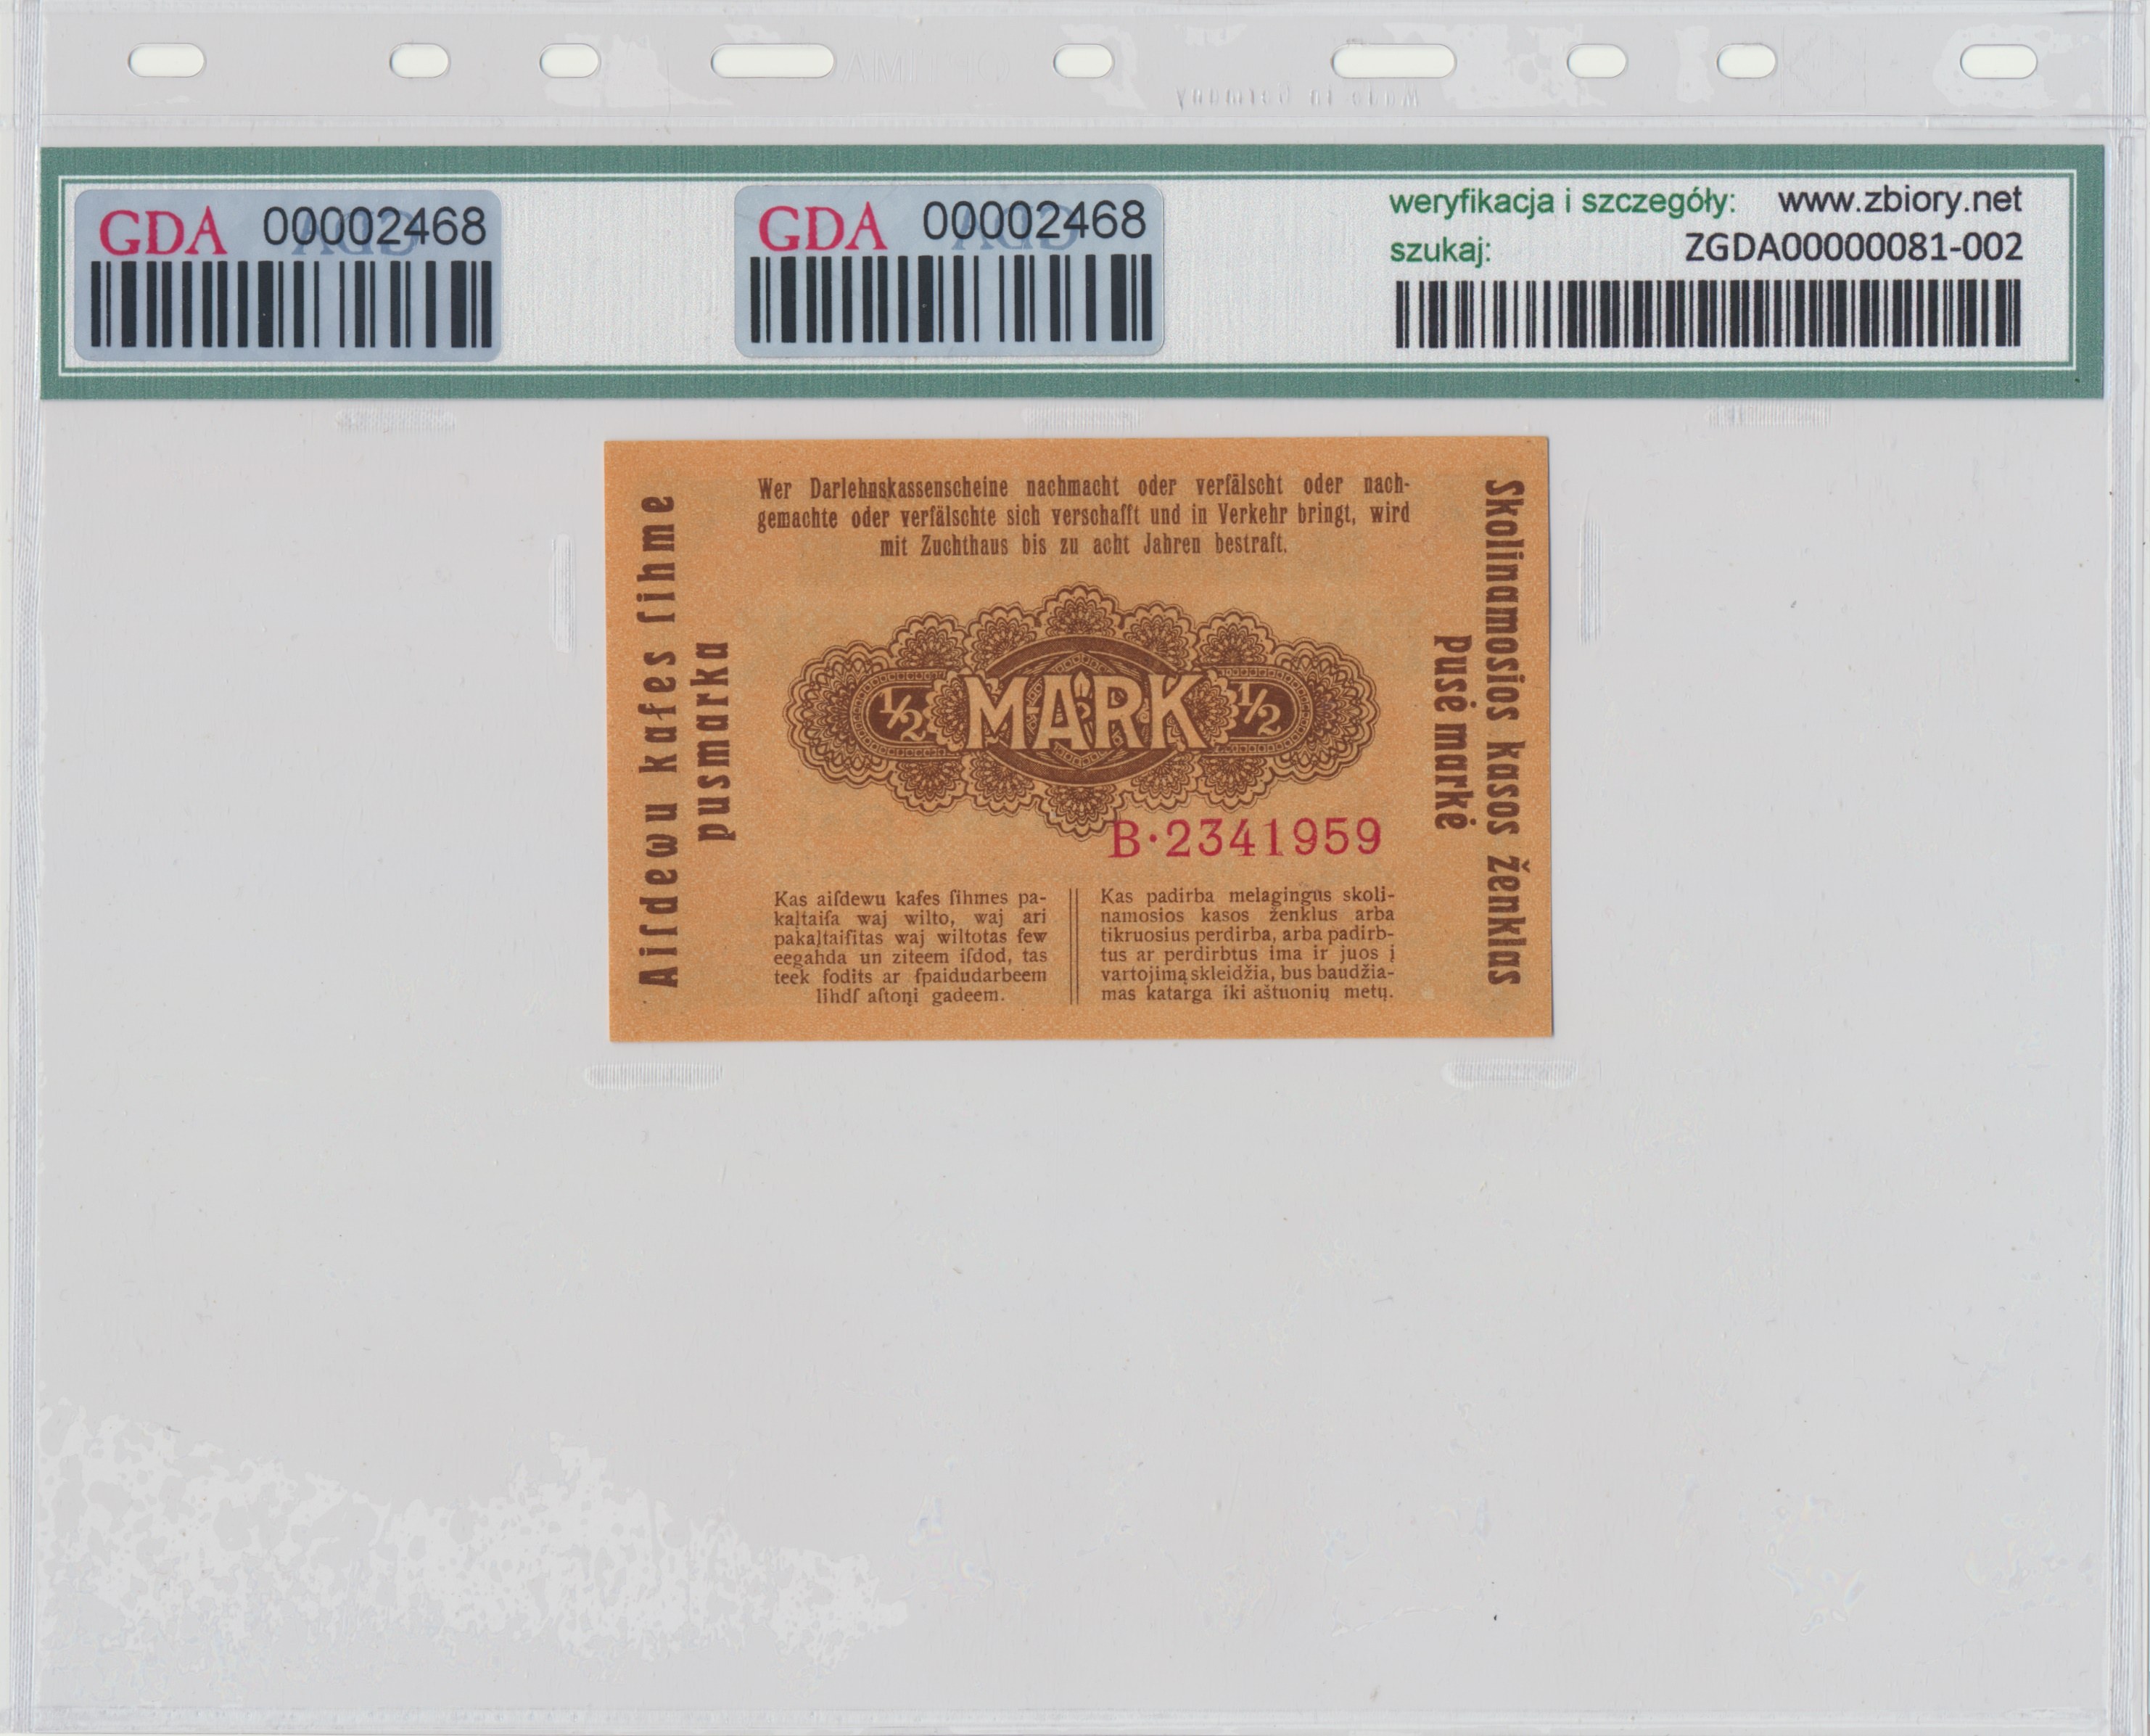 Made in Germany
GDA 00002468
GDA 00002468
weryfikacja i szczegóły: www.zbiory.net
szukaj: ZGDA00000081-002
Wer Darlehnskassenscheine nachmacht oder verfälscht oder nach-
gemachte oder verfälschte sich verschafft und in Verkehr bringt, wird
mit Zuchthaus bis zu acht Jahren bestraft.
Aiſdewu kaſes ſihme
pusmarka
½ MARK ½
Skolinamosios kasos ženklas
Pusė markė
B·2341959
Kas aiſdewu kaſes ſihmes pa-
kaļtaiſa waj wilto, waj ari
pakaļtaiſitas waj wiltotas ſew
eegahda un ziteem iſdod, tas
teek ſodits ar ſpaidudarbeem
lihdſ aſtoņi gadeem.
Kas padirba melagingus skoli-
namosios kasos ženklus arba
tikruosius perdirba, arba padirb-
tus ar perdirbtus ima ir juos į
vartojimą skleidžia, bus baudžia-
mas katarga iki aštuonių metų.